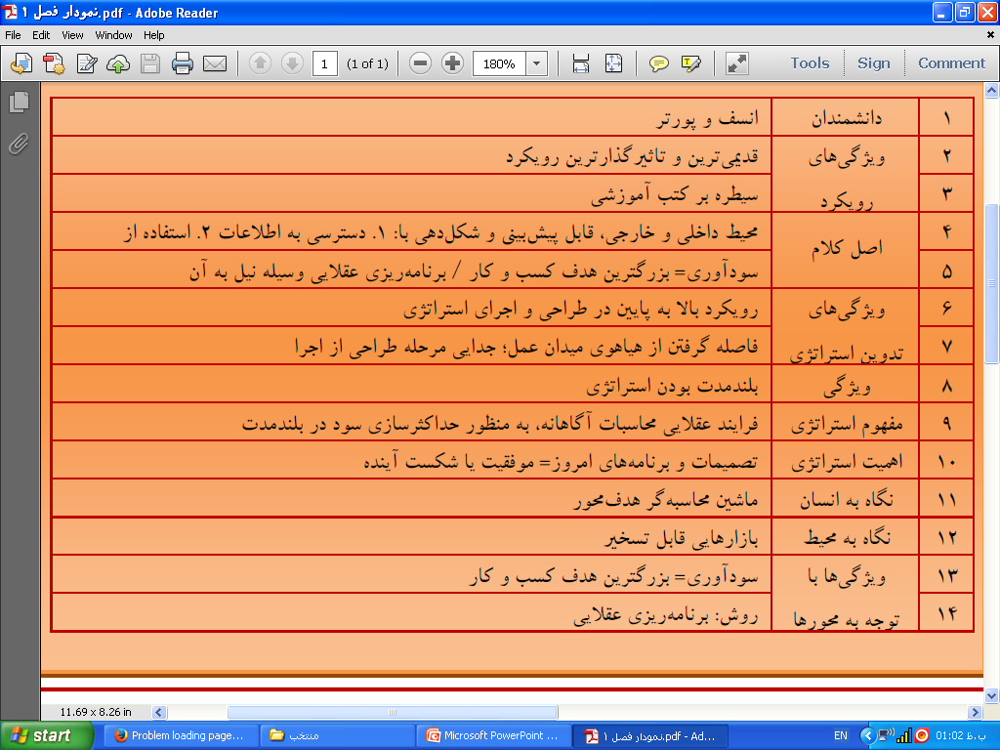 نمودار فصل ۱.pdf - Adobe Reader
File Edit View Window Help
1 (1 of 1) 180% Tools Sign Comment
۱ دانشمندان انسف و پورتر
۲ ویژگی‌های قدیمی‌ترین و تاثیرگذارترین رویکرد
۳ رویکرد سیطره بر کتب آموزشی
۴ محیط داخلی و خارجی، قابل پیش‌بینی و شکل‌دهی با: ۱. دسترسی به اطلاعات ۲. استفاده از
اصل کلام
۵ سودآوری= بزرگترین هدف کسب و کار / برنامه‌ریزی عقلایی وسیله نیل به آن
۶ ویژگی‌های رویکرد بالا به پایین در طراحی و اجرای استراتژی
۷ تدوین استراتژی فاصله گرفتن از هیاهوی میدان عمل؛ جدایی مرحله طراحی از اجرا
۸ ویژگی بلندمدت بودن استراتژی
۹ مفهوم استراتژی فرایند عقلایی محاسبات آگاهانه، به منظور حداکثرسازی سود در بلندمدت
۱۰ اهمیت استراتژی تصمیمات و برنامه‌های امروز= موفقیت یا شکست آینده
۱۱ نگاه به انسان ماشین محاسبه‌گر هدف‌محور
۱۲ نگاه به محیط بازارهایی قابل تسخیر
۱۳ ویژگی‌ها با سودآوری= بزرگترین هدف کسب و کار
۱۴ توجه به محورها روش: برنامه‌ریزی عقلایی
11.69 x 8.26 in
start Problem loading page... منتخب Microsoft PowerPoint ... نمودار فصل ۱.pdf - Ad... EN 01:02 ب.ظ